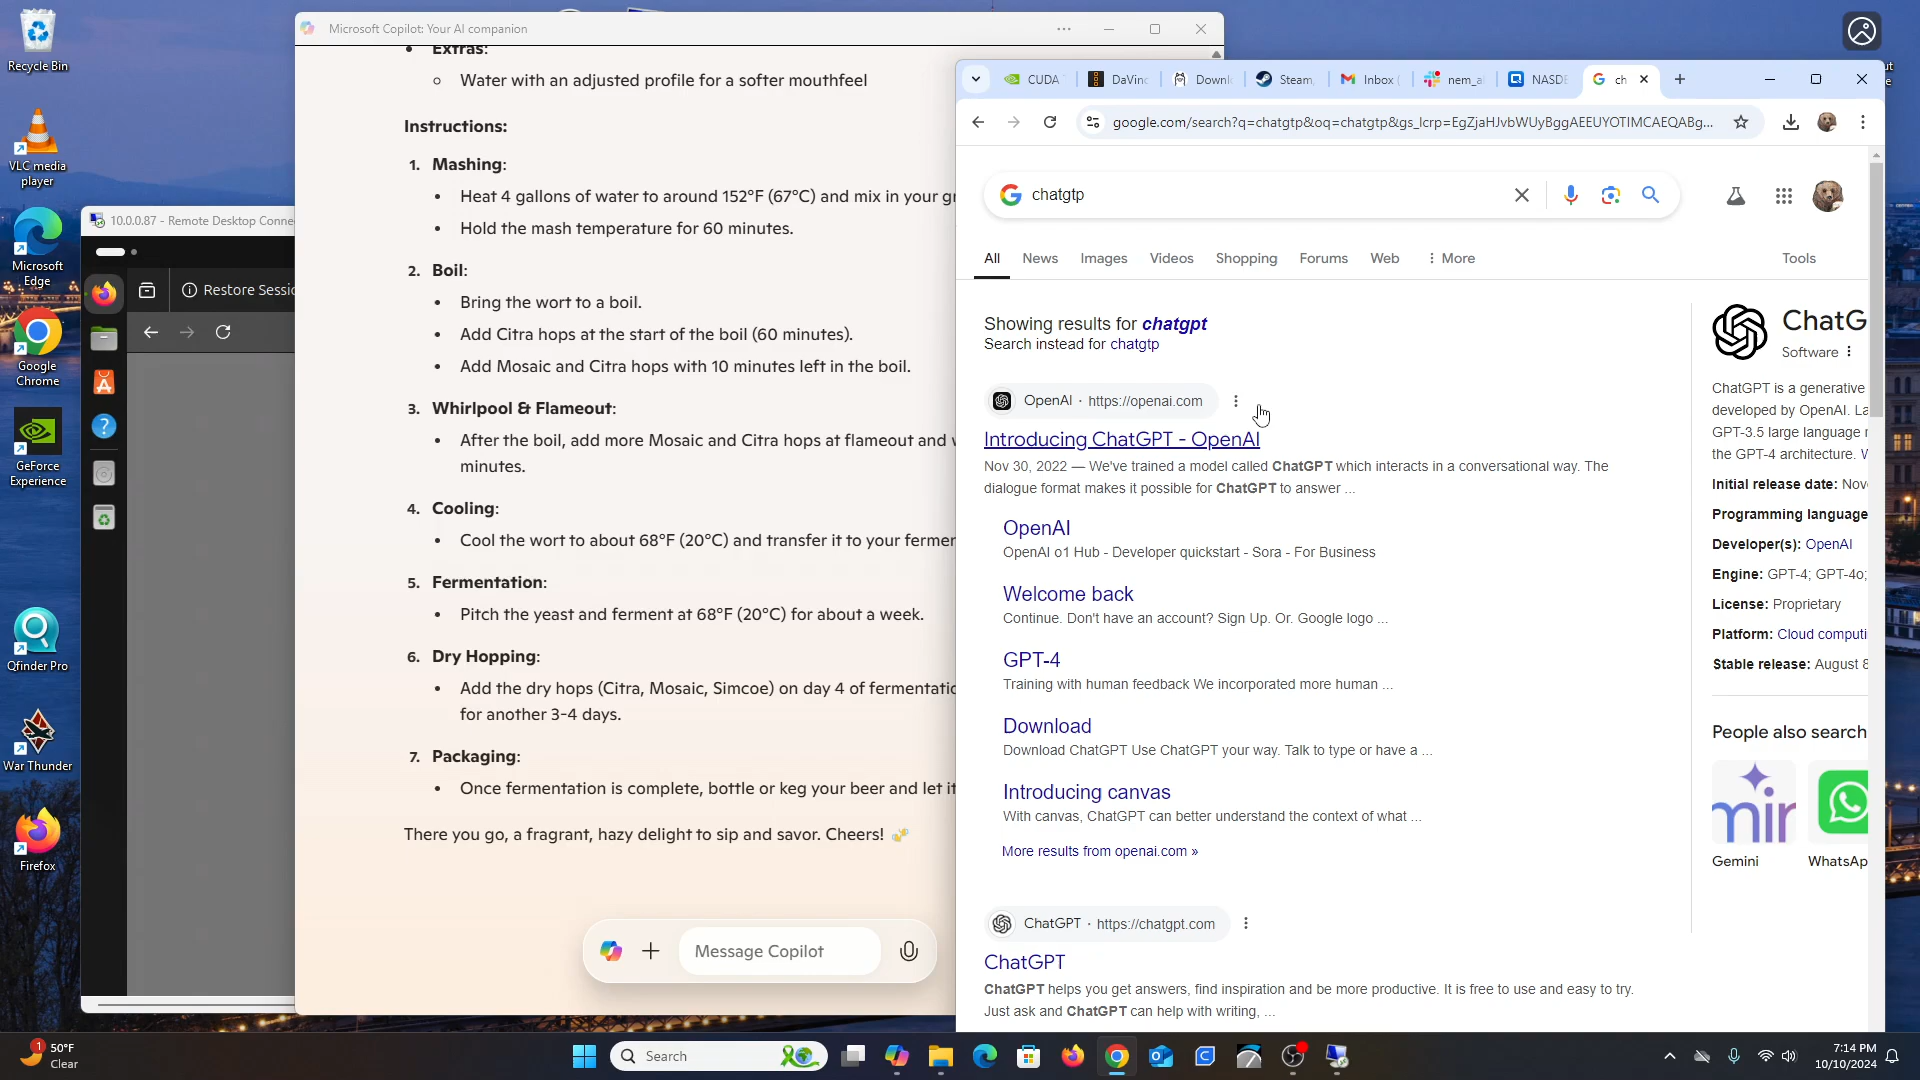 Recycle Bin
VLC media
player
Microsoft
Edge
Google
Chrome
GeForce
Experience
Qfinder Pro
War Thunder
Firefox
10.0.0.87 - Remote Desktop Conne
Restore Sessic
Microsoft Copilot: Your AI companion
Extras:
Water with an adjusted profile for a softer mouthfeel
Instructions:
1. Mashing:
Heat 4 gallons of water to around 152°F (67°C) and mix in your gr
Hold the mash temperature for 60 minutes.
2. Boil:
Bring the wort to a boil.
Add Citra hops at the start of the boil (60 minutes).
Add Mosaic and Citra hops with 10 minutes left in the boil.
3. Whirlpool & Flameout:
After the boil, add more Mosaic and Citra hops at flameout and w
minutes.
4. Cooling:
Cool the wort to about 68°F (20°C) and transfer it to your fermer
5. Fermentation:
Pitch the yeast and ferment at 68°F (20°C) for about a week.
6. Dry Hopping:
Add the dry hops (Citra, Mosaic, Simcoe) on day 4 of fermentatic
for another 3-4 days.
7. Packaging:
Once fermentation is complete, bottle or keg your beer and let it
There you go, a fragrant, hazy delight to sip and savor. Cheers!
Message Copilot
CUDA
DaVinc
Downl
Steam,
Inbox (
nem_a
NASDE
ch
google.com/search?q=chatgtp&oq=chatgtp&gs_lcrp=EgZjaHJvbWUyBggAEEUYOTIMCAEQABg...
chatgtp
All News Images Videos Shopping Forums Web More Tools
Showing results for chatgpt
Search instead for chatgtp
OpenAI · https://openai.com
Introducing ChatGPT - OpenAI
Nov 30, 2022 — We've trained a model called ChatGPT which interacts in a conversational way. The
dialogue format makes it possible for ChatGPT to answer ...
OpenAI
OpenAI o1 Hub - Developer quickstart - Sora - For Business
Welcome back
Continue. Don't have an account? Sign Up. Or. Google logo ...
GPT-4
Training with human feedback We incorporated more human ...
Download
Download ChatGPT Use ChatGPT your way. Talk to type or have a ...
Introducing canvas
With canvas, ChatGPT can better understand the context of what ...
More results from openai.com »
ChatGPT · https://chatgpt.com
ChatGPT
ChatGPT helps you get answers, find inspiration and be more productive. It is free to use and easy to try.
Just ask and ChatGPT can help with writing, ...
ChatG
Software
ChatGPT is a generative
developed by OpenAI. La
GPT-3.5 large language r
the GPT-4 architecture. W
Initial release date: Nov
Programming language
Developer(s): OpenAI
Engine: GPT-4; GPT-4o;
License: Proprietary
Platform: Cloud computi
Stable release: August 8
People also search
Gemini
WhatsAp
1
50°F
Clear
Search
7:14 PM
10/10/2024